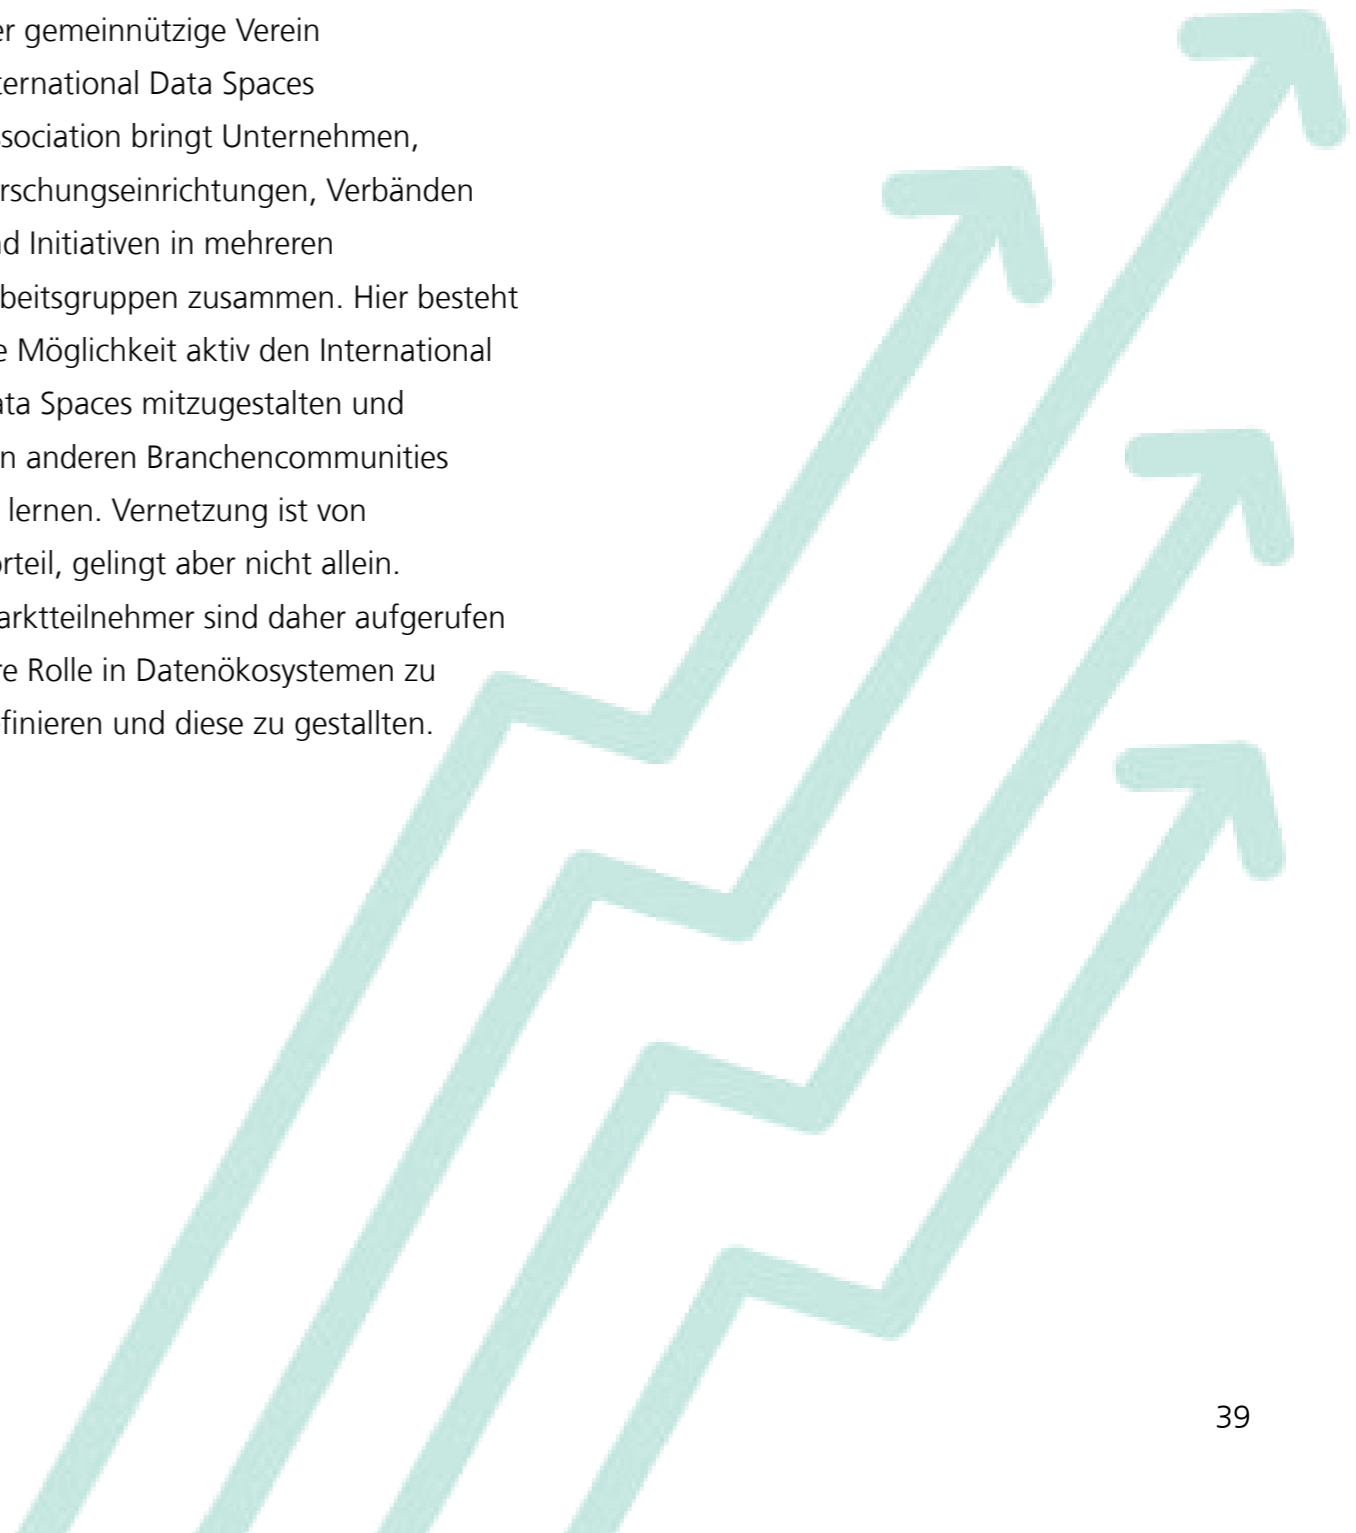 er gemeinnützige Verein
ternational Data Spaces
sociation bringt Unternehmen,
rschungseinrichtungen, Verbänden
d Initiativen in mehreren
beitsgruppen zusammen. Hier besteht
e Möglichkeit aktiv den International
ata Spaces mitzugestalten und
n anderen Branchencommunities
lernen. Vernetzung ist von
rteil, gelingt aber nicht allein.
arktteilnehmer sind daher aufgerufen
re Rolle in Datenökosystemen zu
finieren und diese zu gestallten.
39